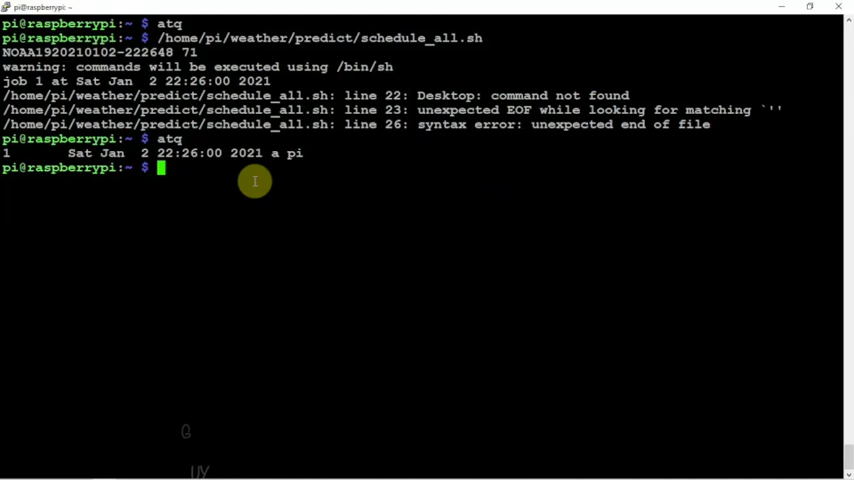 pi@raspberrypi: ~
pi@raspberrypi:~ $ atq
pi@raspberrypi:~ $ /home/pi/weather/predict/schedule_all.sh
NOAA1920210102-222648 71
warning: commands will be executed using /bin/sh
job 1 at Sat Jan  2 22:26:00 2021
/home/pi/weather/predict/schedule_all.sh: line 22: Desktop: command not found
/home/pi/weather/predict/schedule_all.sh: line 23: unexpected EOF while looking for matching `''
/home/pi/weather/predict/schedule_all.sh: line 26: syntax error: unexpected end of file
pi@raspberrypi:~ $ atq
1       Sat Jan  2 22:26:00 2021 a pi
pi@raspberrypi:~ $
G
UY